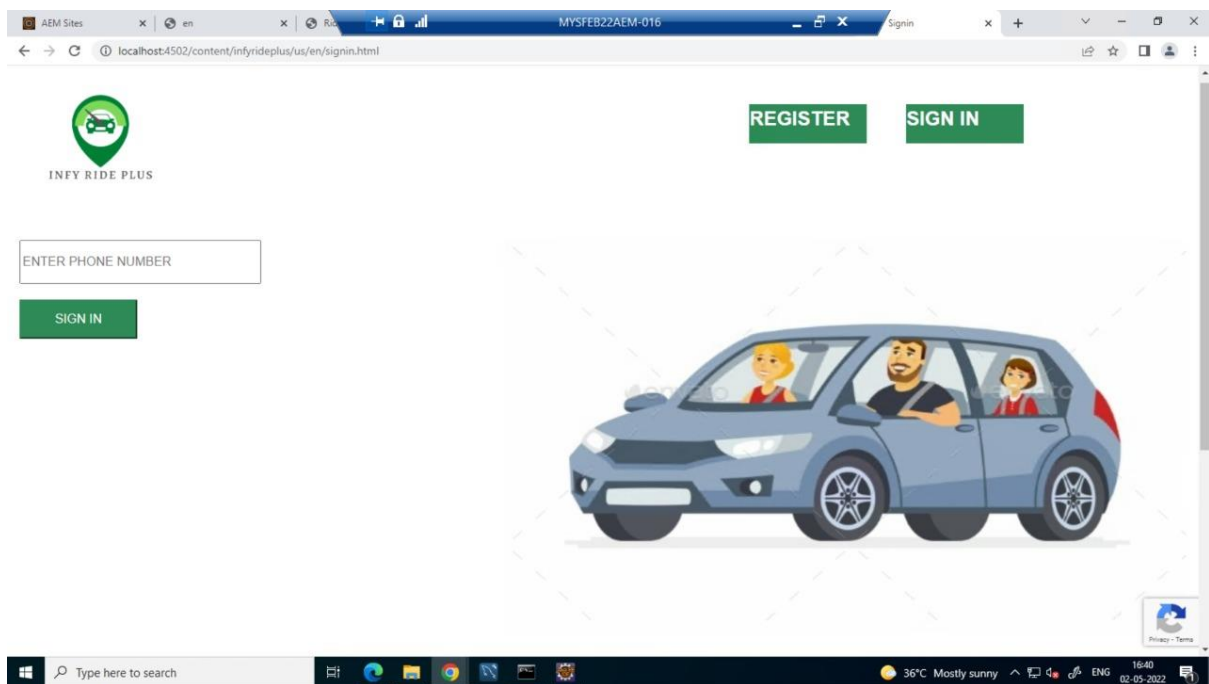 AEM Sites
en
Ric
MYSFEB22AEM-016
Signin
localhost:4502/content/infyrideplus/us/en/signin.html
REGISTER
SIGN IN
INFY RIDE PLUS
ENTER PHONE NUMBER
SIGN IN
envato
Privacy - Terms
Type here to search
36°C Mostly sunny
ENG
16:40
02-05-2022